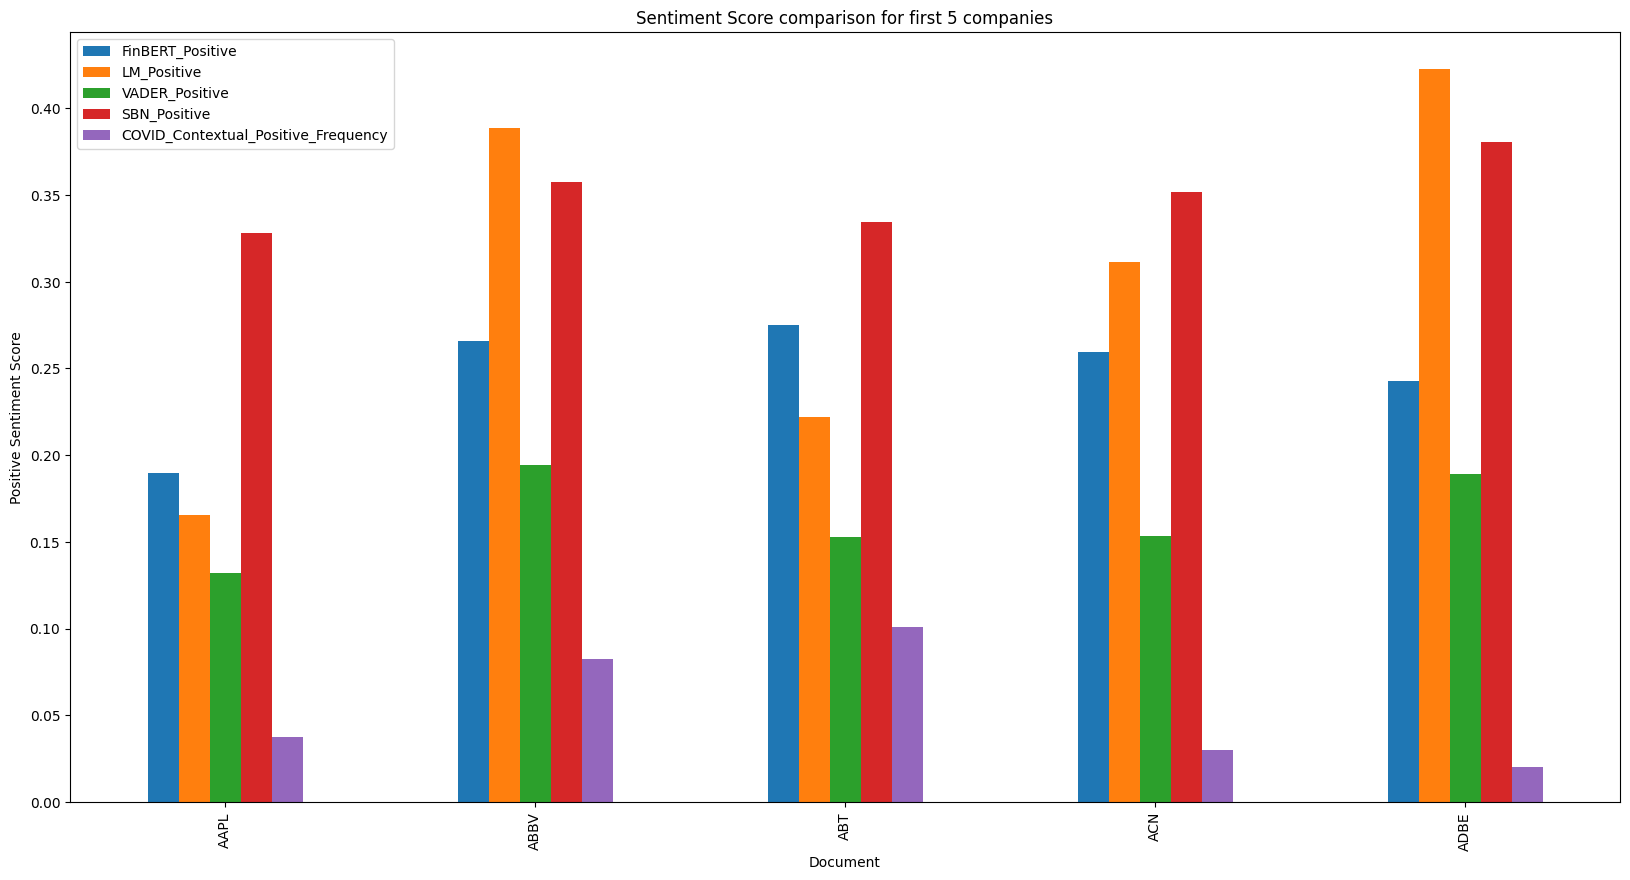 Sentiment Score comparison for first 5 companies
FinBERT_Positive
LM_Positive
VADER_Positive
SBN_Positive
COVID_Contextual_Positive_Frequency
Positive Sentiment Score
0.40
0.35
0.30
0.25
0.20
0.15
0.10
0.05
0.00
AAPL
ABBV
ABT
ACN
ADBE
Document